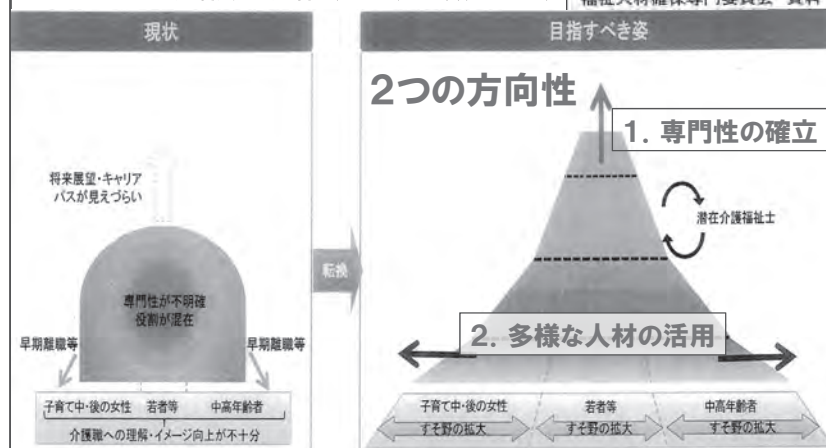 福祉人材確保専門委員会 資料
現状
将来展望・キャリア
パスが見えづらい
専門性が不明確
役割が混在
早期離職等
早期離職等
子育て中・後の女性 若者等 中高年齢者
介護職への理解・イメージ向上が不十分
転換
目指すべき姿
2つの方向性
1. 専門性の確立
潜在介護福祉士
2. 多様な人材の活用
子育て中・後の女性 若者等 中高年齢者
すそ野の拡大 すそ野の拡大 すそ野の拡大